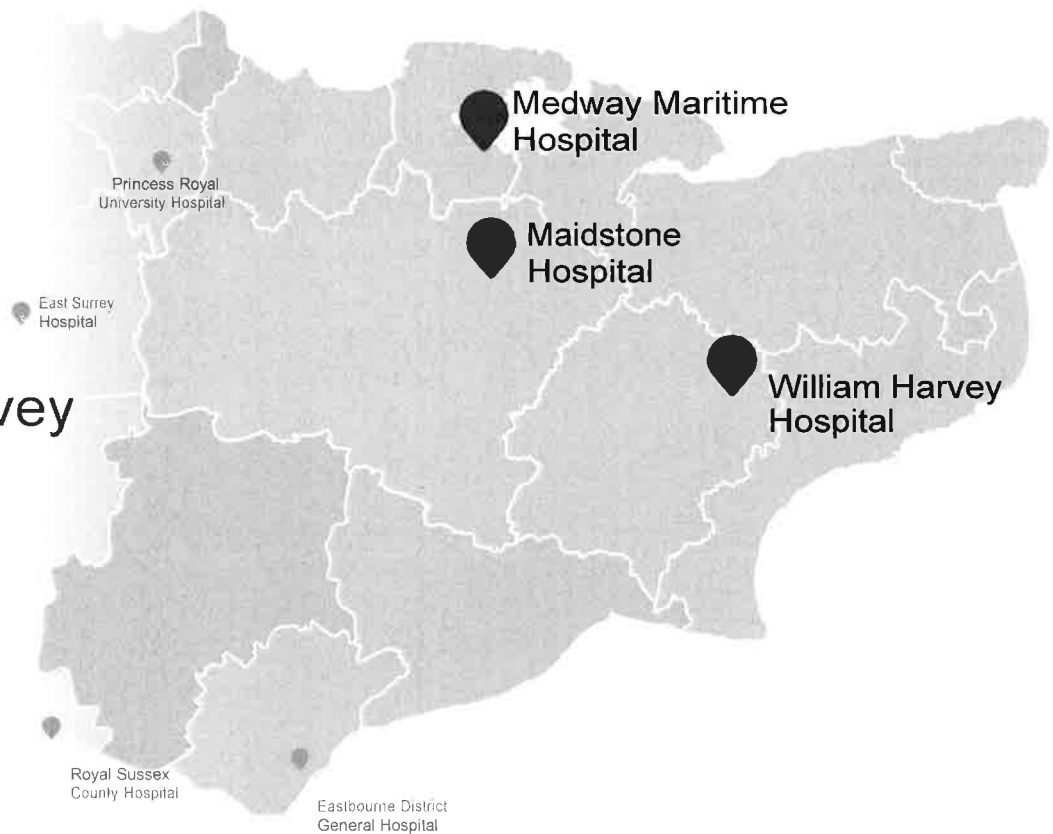 Medway Maritime
Hospital
Princess Royal
University Hospital
Maidstone
Hospital
East Surrey
Hospital
vey
William Harvey
Hospital
Royal Sussex
County Hospital
Eastbourne District
General Hospital